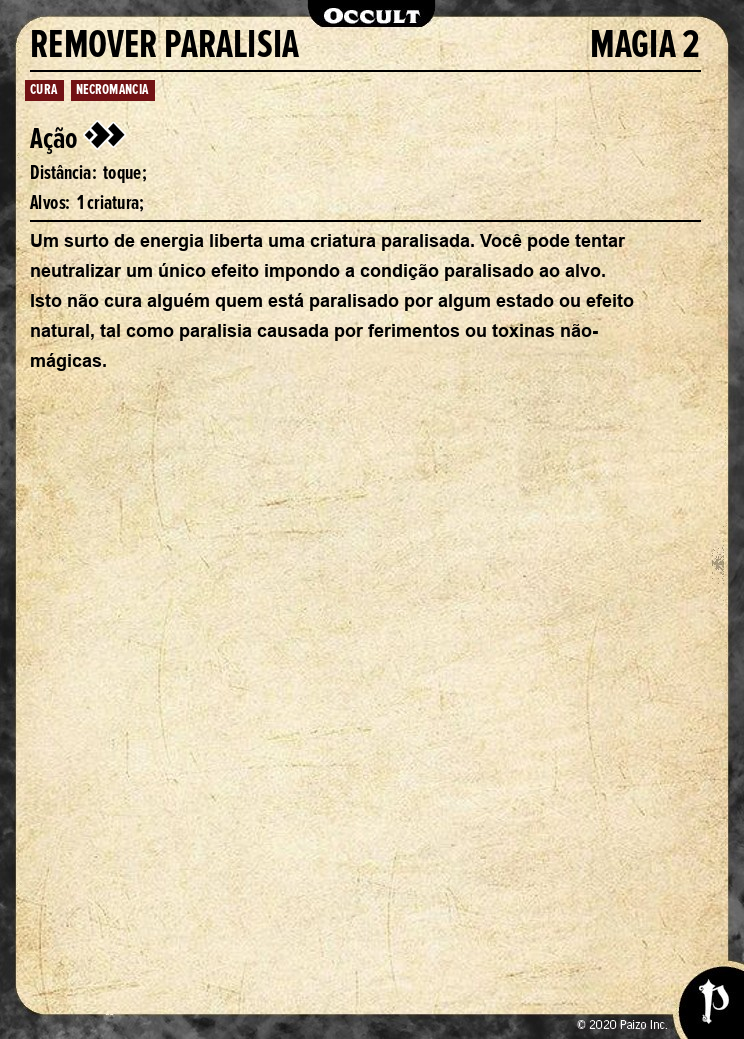 Occult
REMOVER PARALISIA MAGIA 2
CURA NECROMANCIA
Ação
Distância: toque;
Alvos: 1 criatura;
Um surto de energia liberta uma criatura paralisada. Você pode tentar
neutralizar um único efeito impondo a condição paralisado ao alvo.
Isto não cura alguém quem está paralisado por algum estado ou efeito
natural, tal como paralisia causada por ferimentos ou toxinas não-
mágicas.
© 2020 Paizo Inc.
P